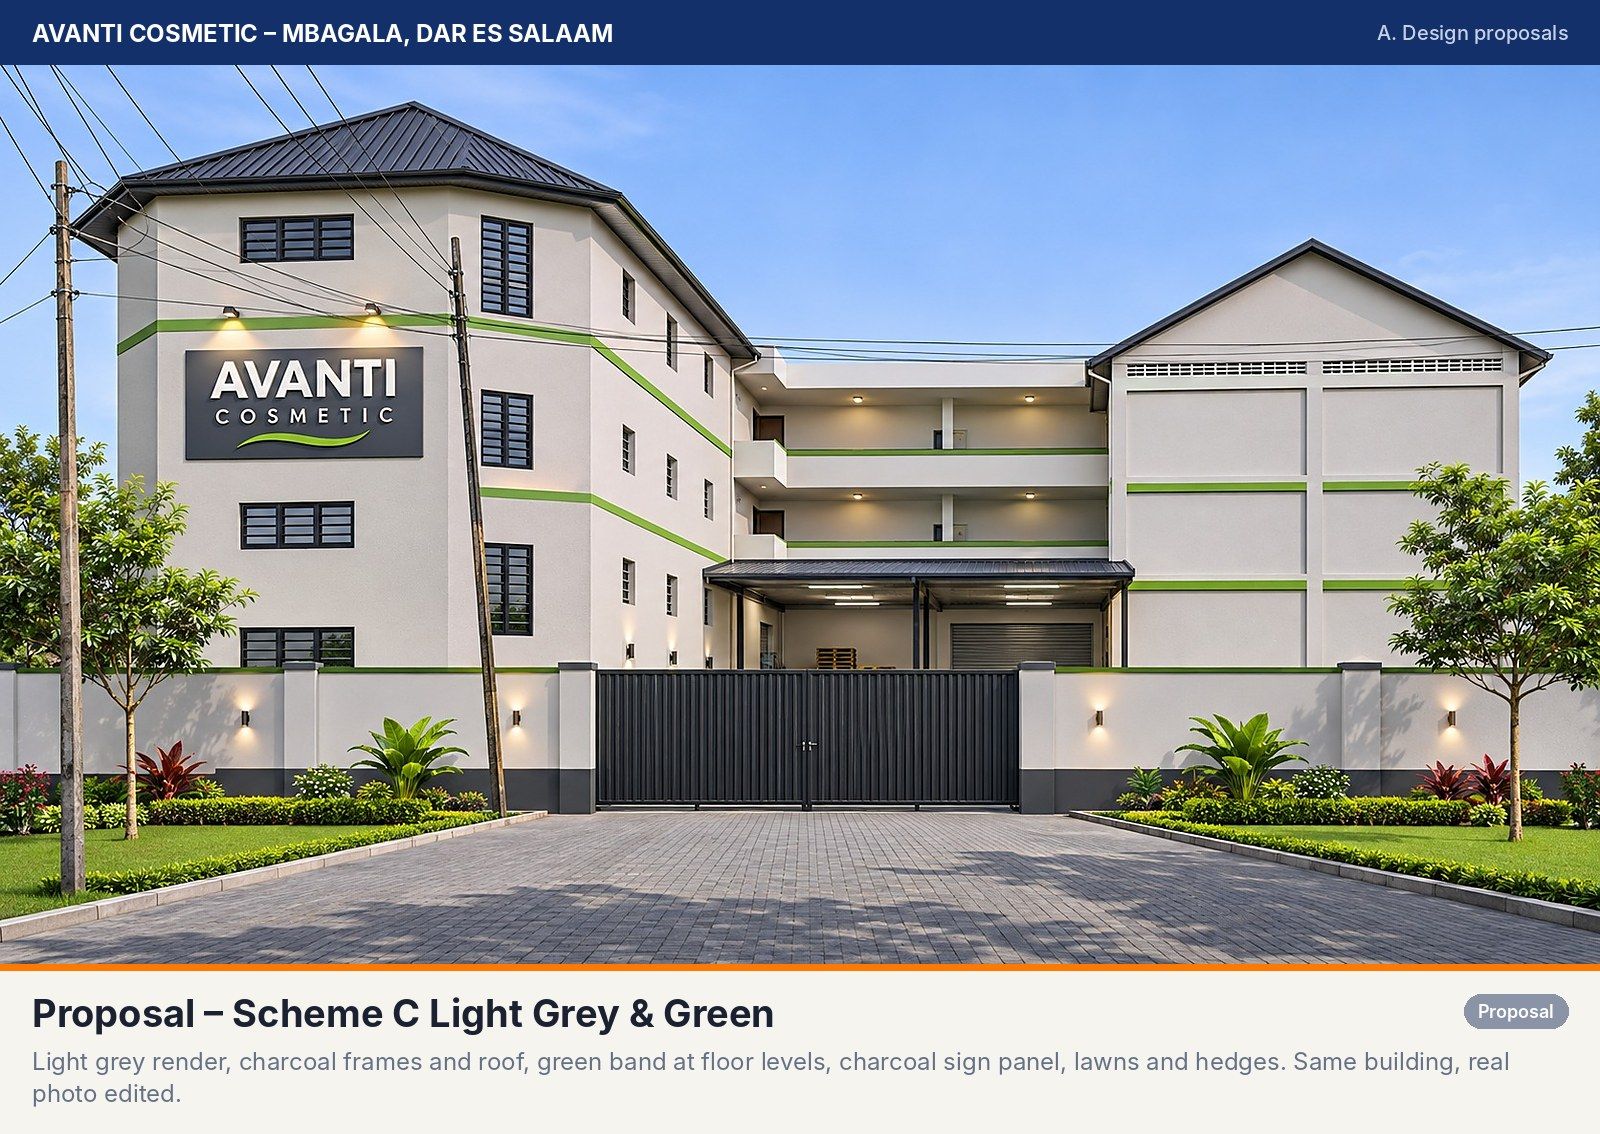 AVANTI COSMETIC – MBAGALA, DAR ES SALAAM
A. Design proposals
AVANTI
COSMETIC
Proposal – Scheme C Light Grey & Green
Proposal
Light grey render, charcoal frames and roof, green band at floor levels, charcoal sign panel, lawns and hedges. Same building, real
photo edited.